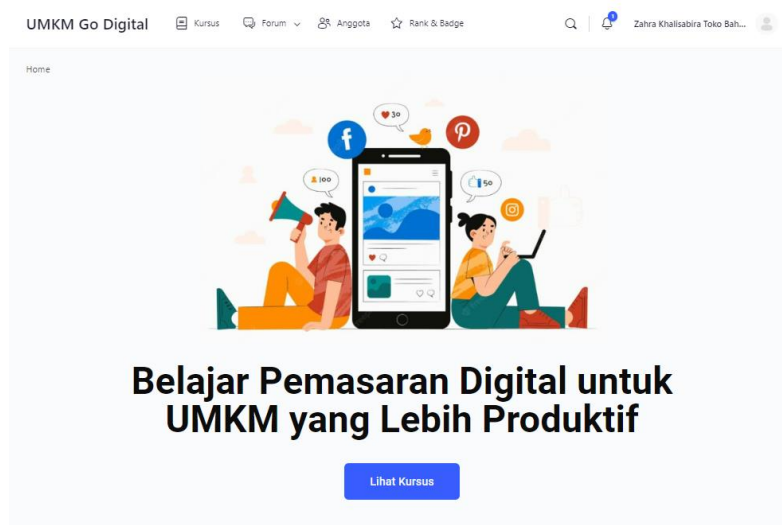 UMKM Go Digital
Kursus
Forum
Anggota
Rank & Badge
Zahra Khalisabira Toko Bah...
Home
30
100
50
Belajar Pemasaran Digital untuk
UMKM yang Lebih Produktif
Lihat Kursus